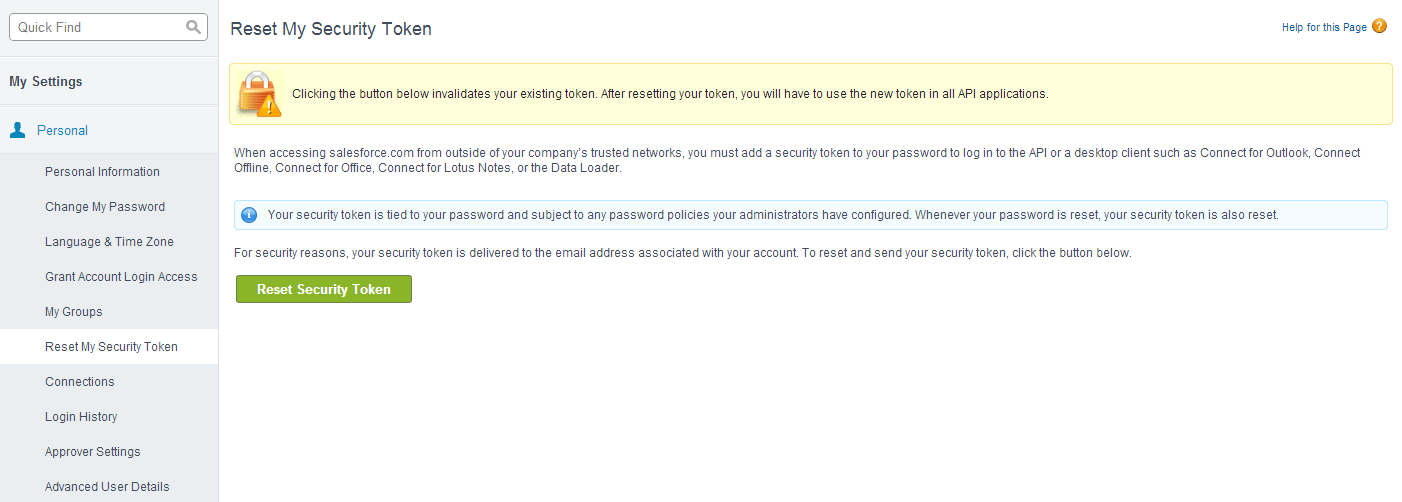 Quick Find
My Settings
Personal
Personal Information
Change My Password
Language & Time Zone
Grant Account Login Access
My Groups
Reset My Security Token
Connections
Login History
Approver Settings
Advanced User Details
Reset My Security Token
Help for this Page
Clicking the button below invalidates your existing token. After resetting your token, you will have to use the new token in all API applications.
When accessing salesforce.com from outside of your company's trusted networks, you must add a security token to your password to log in to the API or a desktop client such as Connect for Outlook, Connect
Offline, Connect for Office, Connect for Lotus Notes, or the Data Loader.
Your security token is tied to your password and subject to any password policies your administrators have configured. Whenever your password is reset, your security token is also reset.
For security reasons, your security token is delivered to the email address associated with your account. To reset and send your security token, click the button below.
Reset Security Token